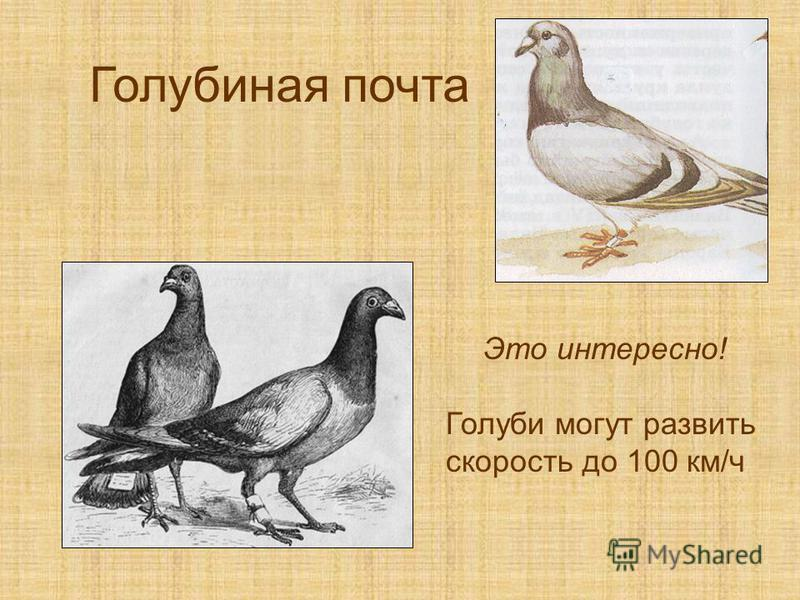 Голубиная почта
Это интересно!
Голуби могут развить
скорость до 100 км/ч
MyShared